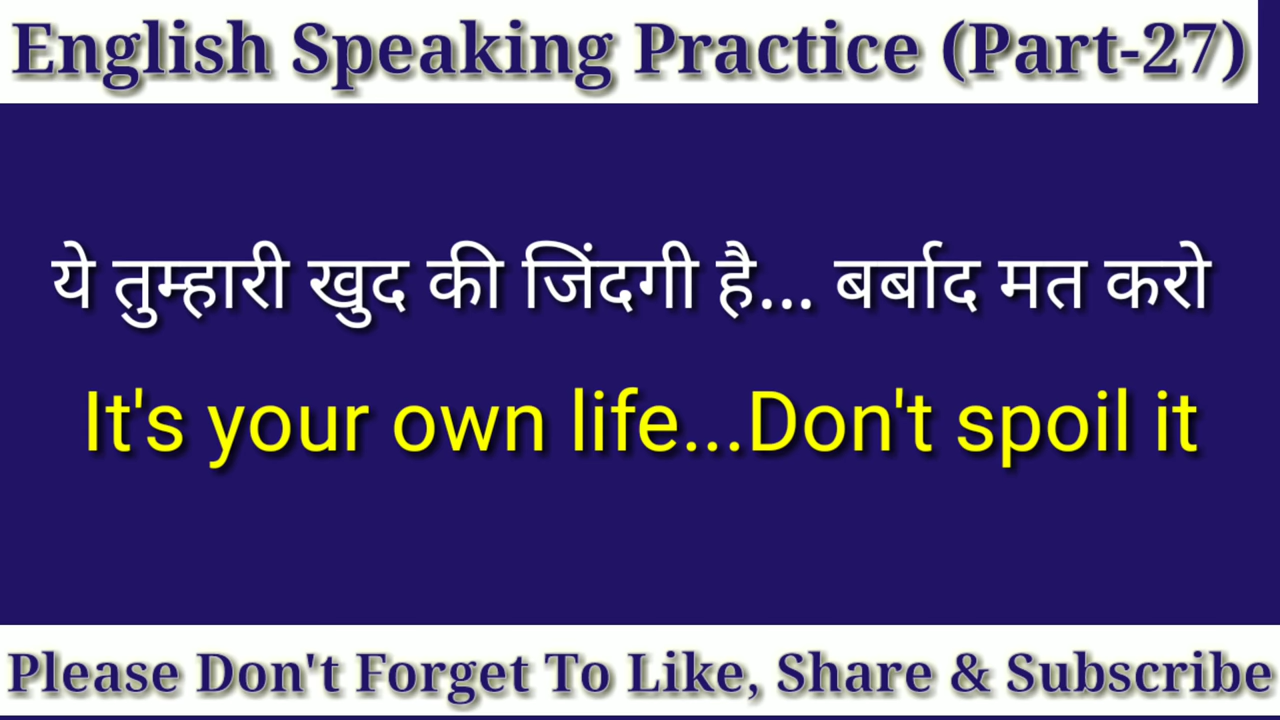 English Speaking Practice (Part-27)
ये तुम्हारी खुद की जिंदगी है... बर्बाद मत करो
It's your own life...Don't spoil it
Please Don't Forget To Like, Share & Subscribe